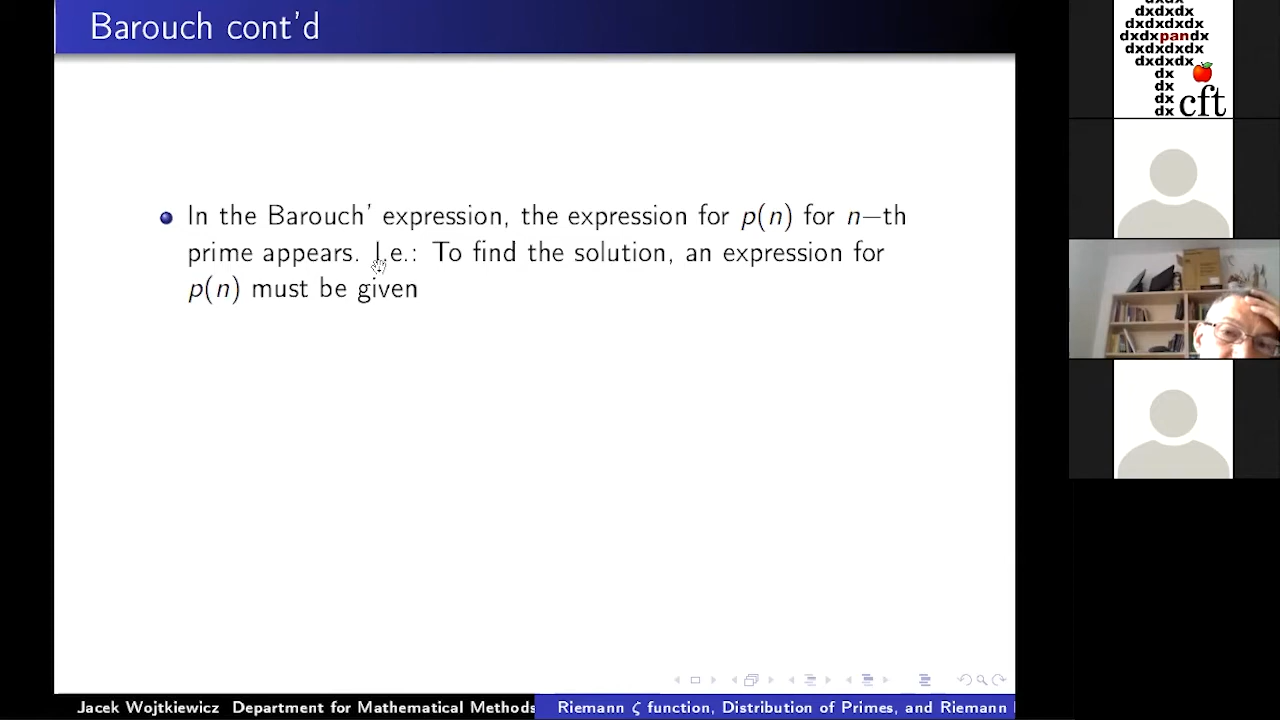 Barouch cont'd
In the Barouch' expression, the expression for p(n) for n−th
prime appears. I.e.: To find the solution, an expression for
p(n) must be given
Jacek Wojtkiewicz Department for Mathematical Methods
Riemann ζ function, Distribution of Primes, and Riemann
dxdxdx
dxdxdxdx
dxdxpandx
dxdxdxdx
dxdxdx
dx
dx
dx
dx
cft